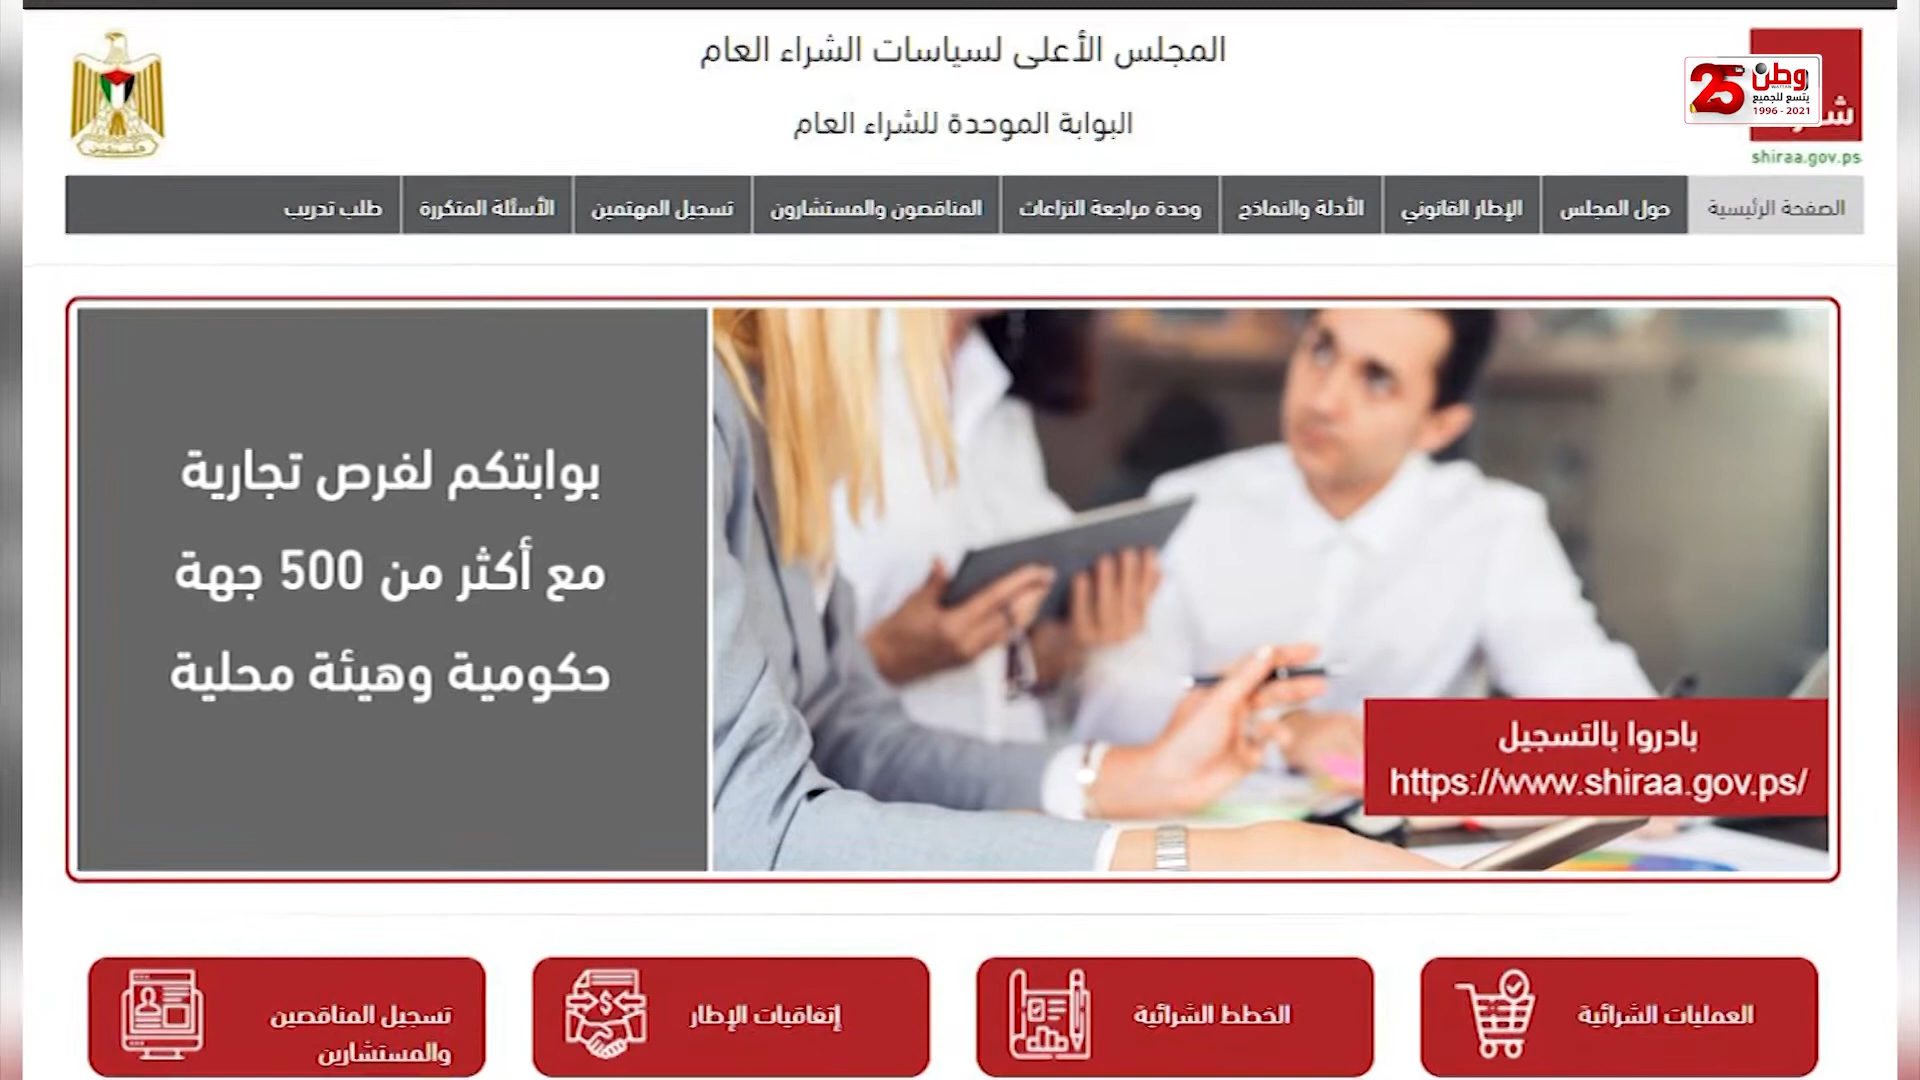 المجلس الأعلى لسياسات الشراء العام
البوابة الموحدة للشراء العام
وطن
WATTAN
يتسع للجميع
25
1996 - 2021
shiraa.gov.ps
فلسطين
الصفحة الرئيسية
حول المجلس
الإطار القانوني
الأدلة والنماذج
وحدة مراجعة النزاعات
المناقصون والمستشارون
تسجيل المهتمين
الأسئلة المتكررة
طلب تدريب
بوابتكم لفرص تجارية
مع أكثر من 500 جهة
حكومية وهيئة محلية
بادروا بالتسجيل
https://www.shiraa.gov.ps/
العمليات الشرائية
الخطط الشرائية
إتفاقيات الإطار
تسجيل المناقصين
والمستشارين